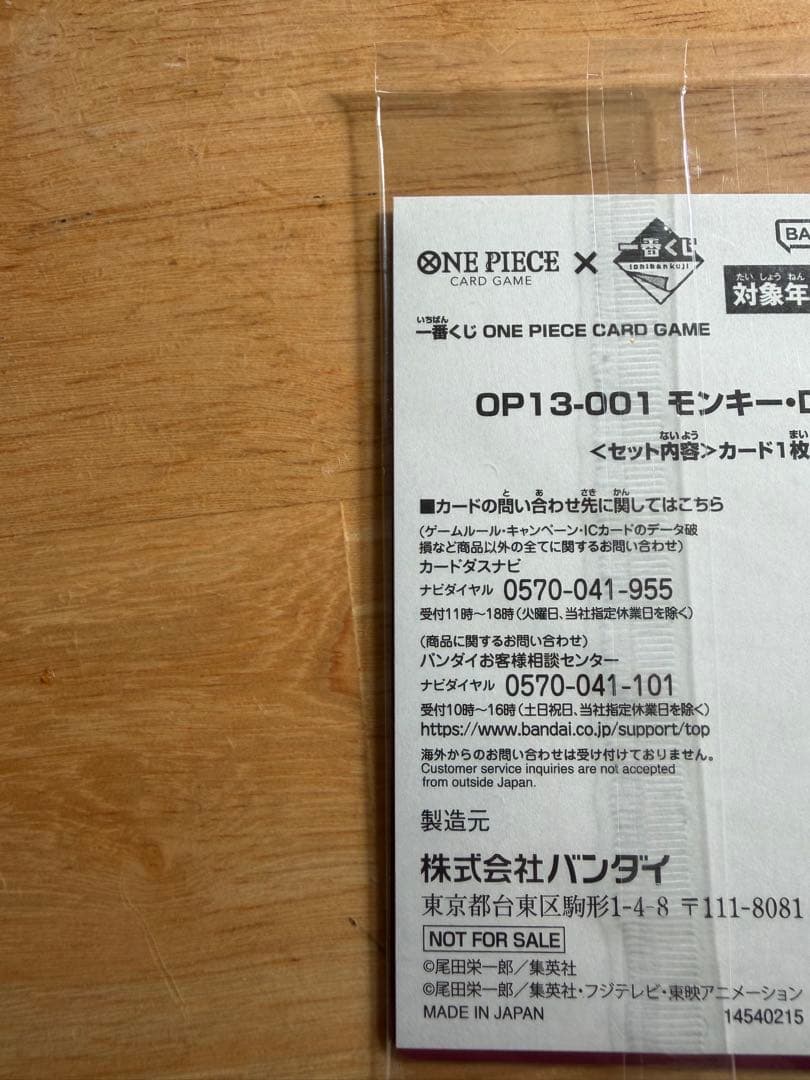 ONE PIECE CARD GAME × 一番くじ ichibankuji
BA
たいしょうねん
対象年
いちばん
一番くじ ONE PIECE CARD GAME
OP13-001 モンキー・D
ないよう まい
<セット内容>カード1枚
と あ さき かん
■カードの問い合わせ先に関してはこちら
(ゲームルール・キャンペーン・ICカードのデータ破
損など商品以外の全てに関するお問い合わせ)
カードダスナビ
ナビダイヤル 0570-041-955
受付11時～18時(火曜日、当社指定休業日を除く)
(商品に関するお問い合わせ)
バンダイお客様相談センター
ナビダイヤル 0570-041-101
受付10時～16時(土日祝日、当社指定休業日を除く)
https://www.bandai.co.jp/support/top
海外からのお問い合わせは受け付けておりません。
Customer service inquiries are not accepted
from outside Japan.
製造元
株式会社バンダイ
東京都台東区駒形1-4-8 〒111-8081
NOT FOR SALE
©尾田栄一郎／集英社
©尾田栄一郎／集英社・フジテレビ・東映アニメーション
MADE IN JAPAN 14540215